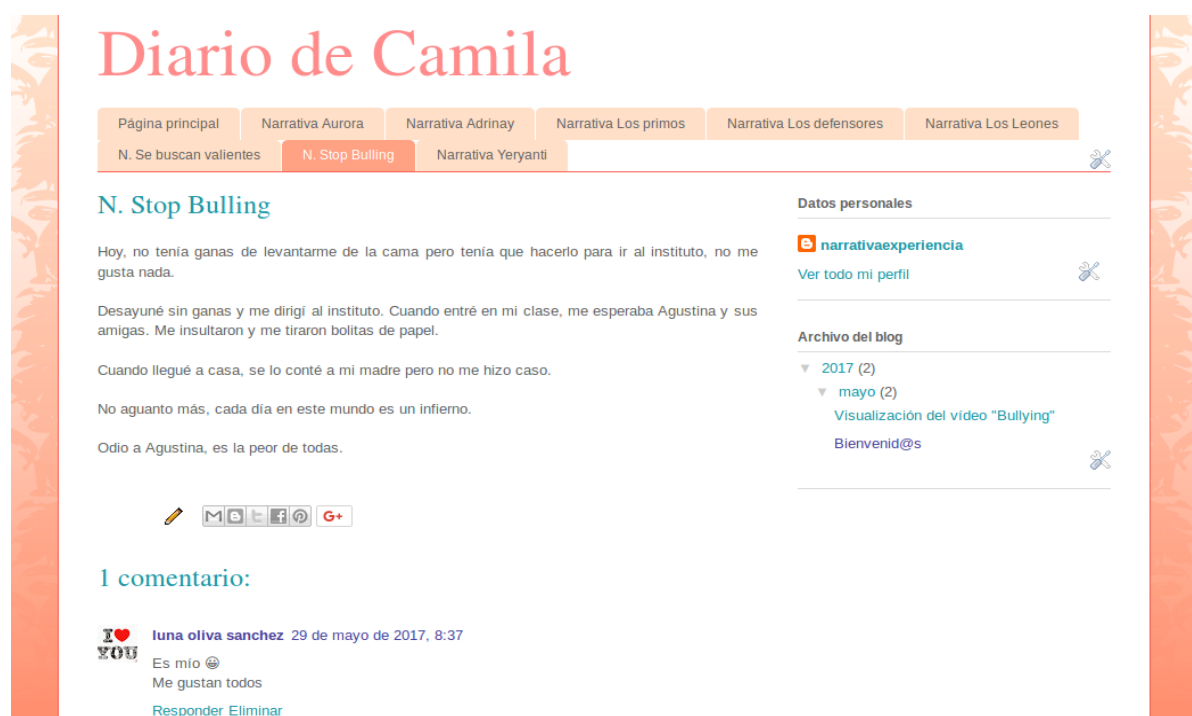 Diario de Camila
Página principal
Narrativa Aurora
Narrativa Adrinay
Narrativa Los primos
Narrativa Los defensores
Narrativa Los Leones
N. Se buscan valientes
N. Stop Bulling
Narrativa Yeryanti
N. Stop Bulling
Hoy, no tenía ganas de levantarme de la cama pero tenía que hacerlo para ir al instituto, no me
gusta nada.
Desayuné sin ganas y me dirigí al instituto. Cuando entré en mi clase, me esperaba Agustina y sus
amigas. Me insultaron y me tiraron bolitas de papel.
Cuando llegué a casa, se lo conté a mi madre pero no me hizo caso.
No aguanto más, cada día en este mundo es un infierno.
Odio a Agustina, es la peor de todas.
G+
1 comentario:
I ❤
YOU
luna oliva sanchez 29 de mayo de 2017, 8:37
Es mío 😀
Me gustan todos
Responder Eliminar
Datos personales
narrativaexperiencia
Ver todo mi perfil
Archivo del blog
▼ 2017 (2)
▼ mayo (2)
Visualización del vídeo "Bullying"
Bienvenid@s